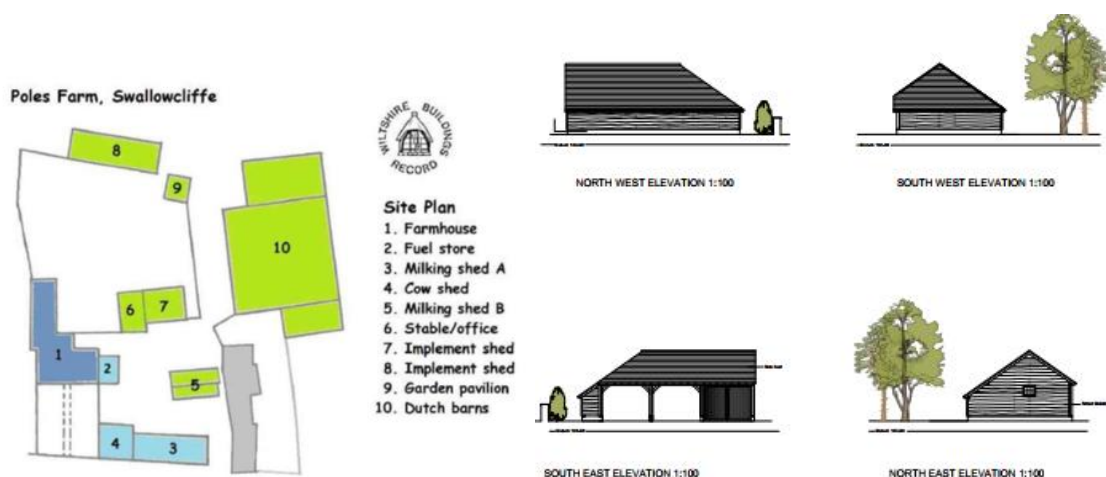 Poles Farm, Swallowcliffe
WILTSHIRE BUILDINGS
RECORD
8
9
10
6
7
1
2
5
4
3
Site Plan
1. Farmhouse
2. Fuel store
3. Milking shed A
4. Cow shed
5. Milking shed B
6. Stable/office
7. Implement shed
8. Implement shed
9. Garden pavilion
10. Dutch barns
NORTH WEST ELEVATION 1:100
SOUTH WEST ELEVATION 1:100
SOUTH EAST ELEVATION 1:100
NORTH EAST ELEVATION 1:100